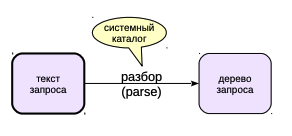 системный
каталог
текст
запроса
разбор
(parse)
дерево
запроса